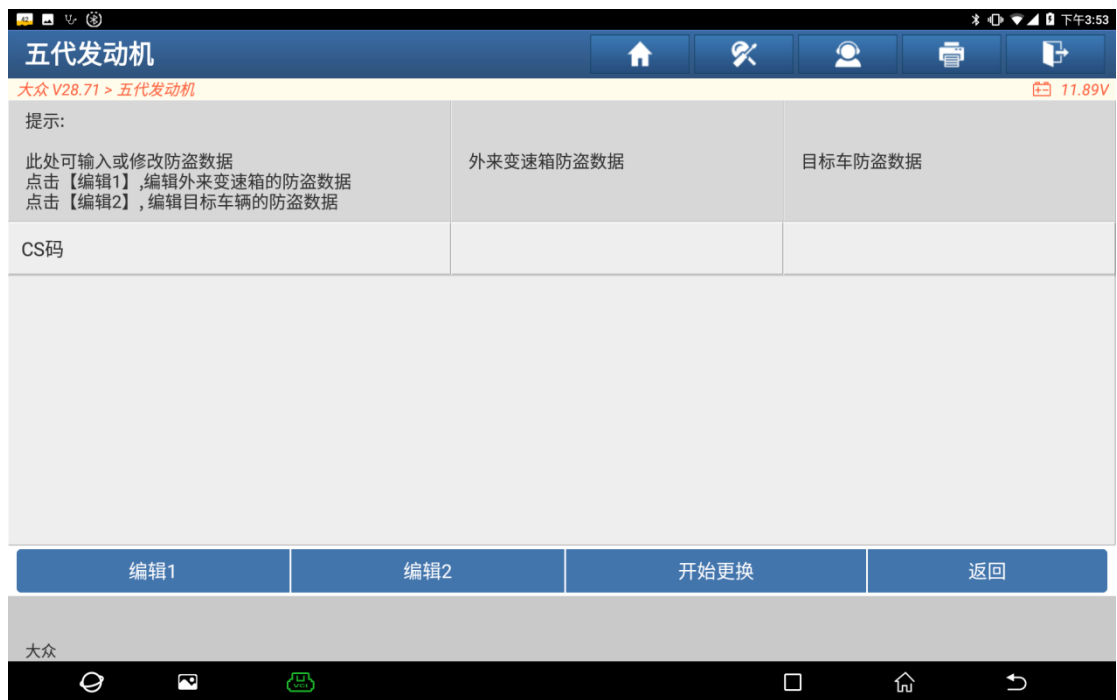 42 下午3:53
五代发动机
大众 V28.71 > 五代发动机 11.89V
提示:
此处可输入或修改防盗数据 外来变速箱防盗数据 目标车防盗数据
点击【编辑1】,编辑外来变速箱的防盗数据
点击【编辑2】, 编辑目标车辆的防盗数据
CS码
编辑1 编辑2 开始更换 返回
大众
VCI